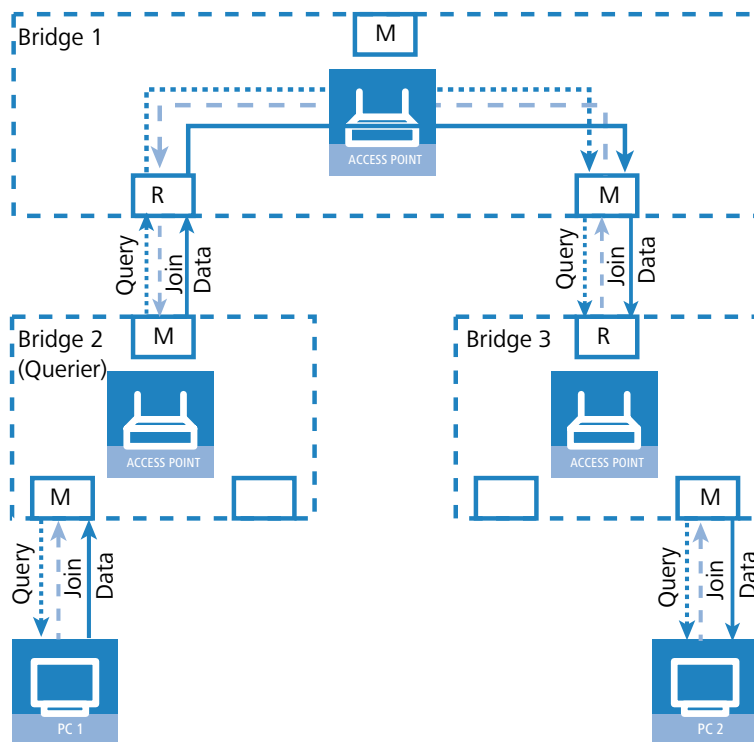 Bridge 1
M
ACCESS POINT
R
M
Query
Join
Data
Query
Join
Data
Bridge 2
(Querier)
M
Bridge 3
R
ACCESS POINT
ACCESS POINT
M
M
Query
Join
Data
Query
Join
Data
PC 1
PC 2